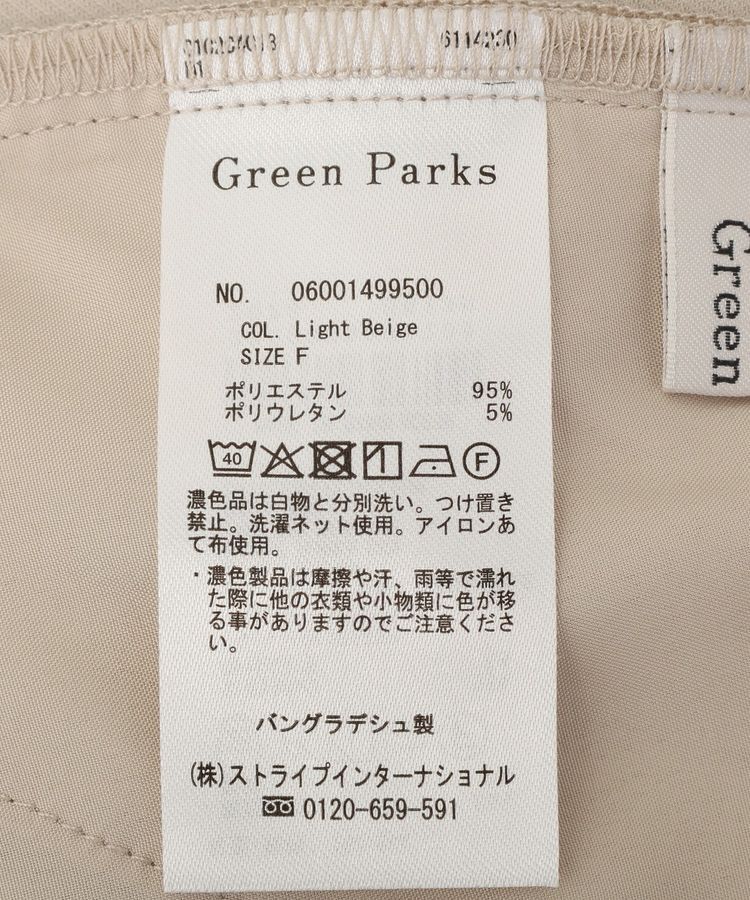 6114230
Green Parks
NO. 06001499500
COL. Light Beige
SIZE F
ポリエステル 95%
ポリウレタン 5%
40
F
濃色品は白物と分別洗い。つけ置き
禁止。洗濯ネット使用。アイロンあ
て布使用。
・濃色製品は摩擦や汗、雨等で濡れ
た際に他の衣類や小物類に色が移
る事がありますのでご注意くださ
い。
バングラデシュ製
(株)ストライプインターナショナル
0120-659-591
Green